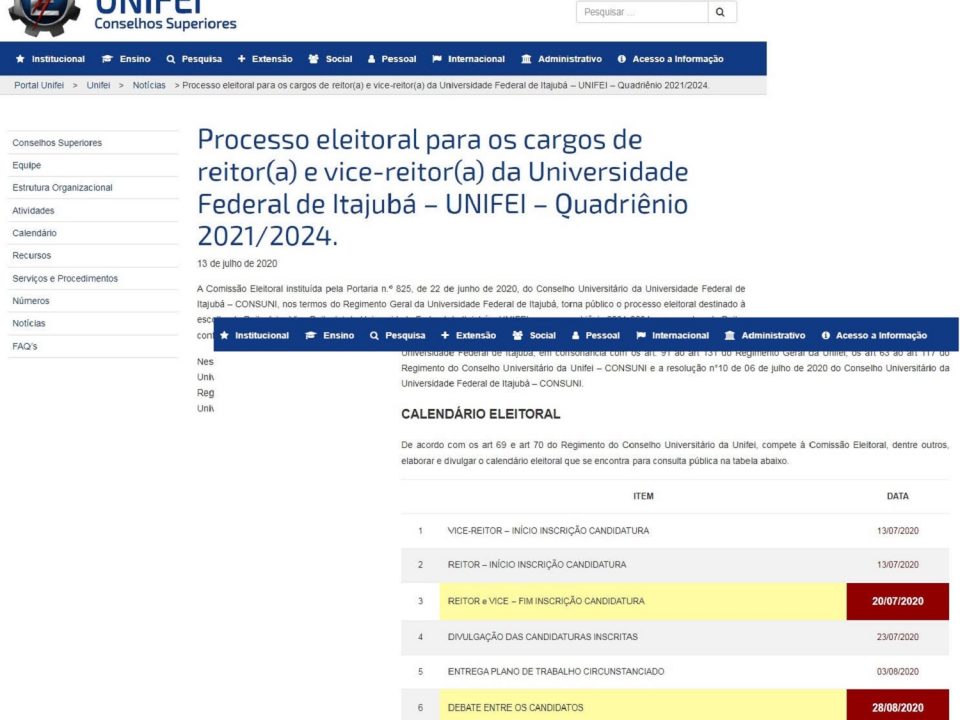 UNIFEI
Conselhos Superiores
Pesquisar ...
Institucional Ensino Pesquisa Extensão Social Pessoal Internacional Administrativo Acesso a Informação
Portal Unifei > Unifei > Notícias > Processo eleitoral para os cargos de reitor(a) e vice-reitor(a) da Universidade Federal de Itajubá – UNIFEI – Quadriênio 2021/2024.
Conselhos Superiores
Equipe
Estrutura Organizacional
Atividades
Calendário
Recursos
Serviços e Procedimentos
Números
Notícias
FAQ's
Processo eleitoral para os cargos de
reitor(a) e vice-reitor(a) da Universidade
Federal de Itajubá – UNIFEI – Quadriênio
2021/2024.
13 de julho de 2020
A Comissão Eleitoral instituída pela Portaria n.º 825, de 22 de junho de 2020, do Conselho Universitário da Universidade Federal de
Itajubá – CONSUNI, nos termos do Regimento Geral da Universidade Federal de Itajubá, torna público o processo eleitoral destinado à
Nes
Univ
Reg
Univ
Institucional Ensino Pesquisa Extensão Social Pessoal Internacional Administrativo Acesso a Informação
Universidade Federal de Itajubá, em consonância com os art. 91 ao art 131 do Regimento Geral da Unifei, os art 63 ao art 117 do
Regimento do Conselho Universitário da Unifei – CONSUNI e a resolução n°10 de 06 de julho de 2020 do Conselho Universitário da
Universidade Federal de Itajubá – CONSUNI.
CALENDÁRIO ELEITORAL
De acordo com os art 69 e art 70 do Regimento do Conselho Universitário da Unifei, compete à Comissão Eleitoral, dentre outros,
elaborar e divulgar o calendário eleitoral que se encontra para consulta pública na tabela abaixo.
ITEM DATA
1 VICE-REITOR – INÍCIO INSCRIÇÃO CANDIDATURA 13/07/2020
2 REITOR – INÍCIO INSCRIÇÃO CANDIDATURA 13/07/2020
3 REITOR e VICE – FIM INSCRIÇÃO CANDIDATURA 20/07/2020
4 DIVULGAÇÃO DAS CANDIDATURAS INSCRITAS 23/07/2020
5 ENTREGA PLANO DE TRABALHO CIRCUNSTANCIADO 03/08/2020
6 DEBATE ENTRE OS CANDIDATOS 28/08/2020